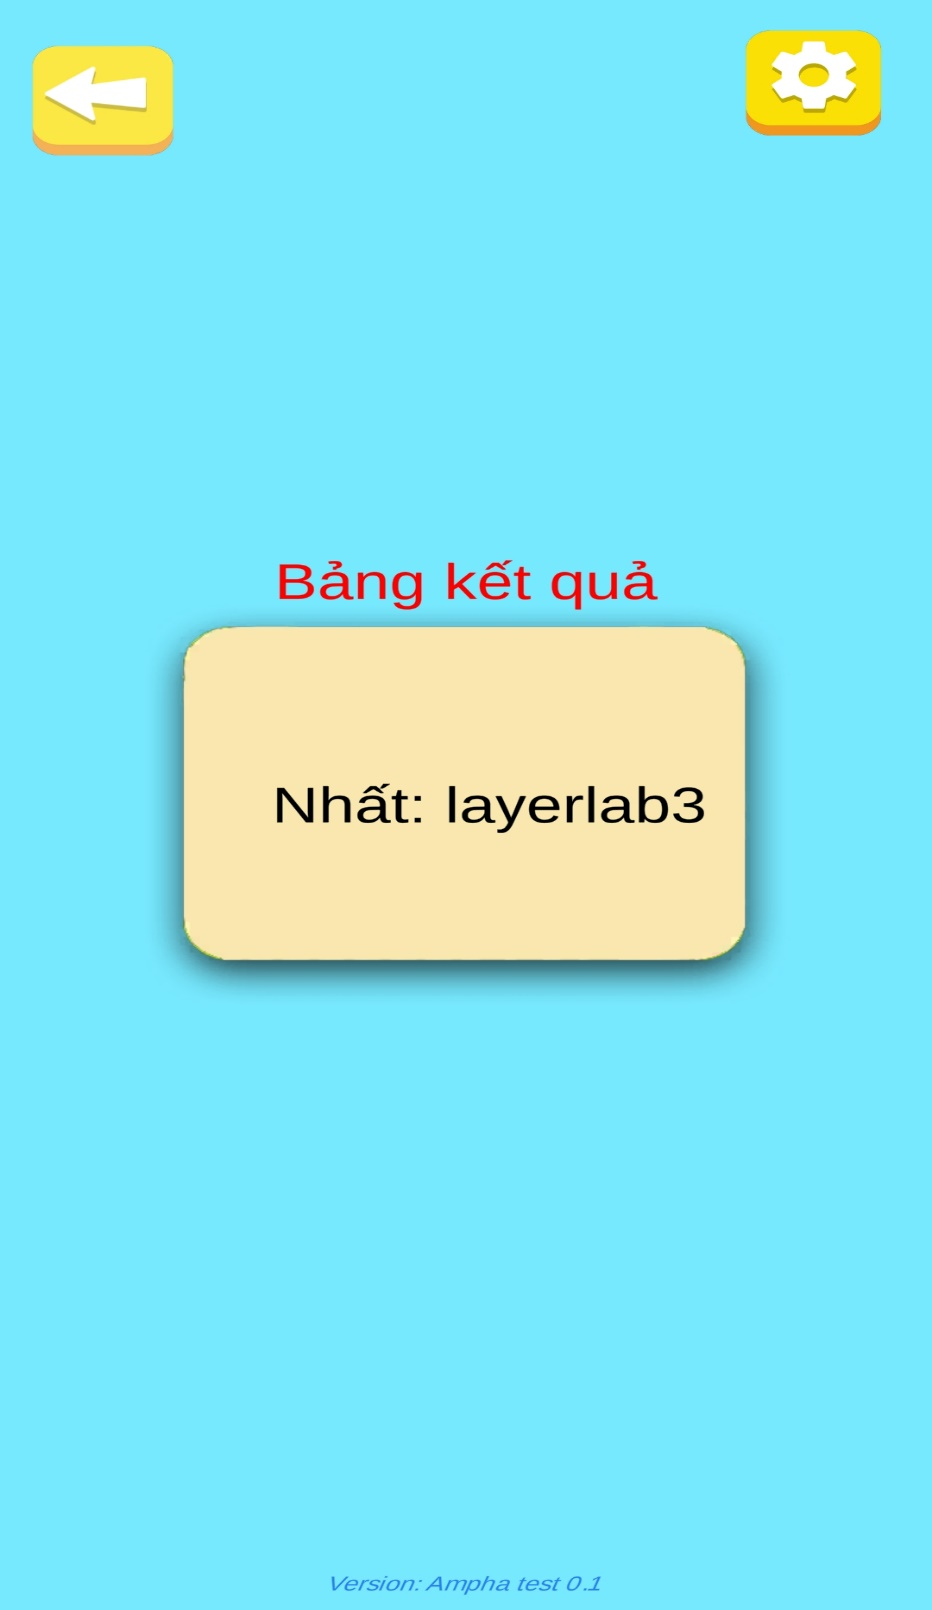 Bảng kết quả
Nhất: layerlab3
Version: Ampha test 0.1